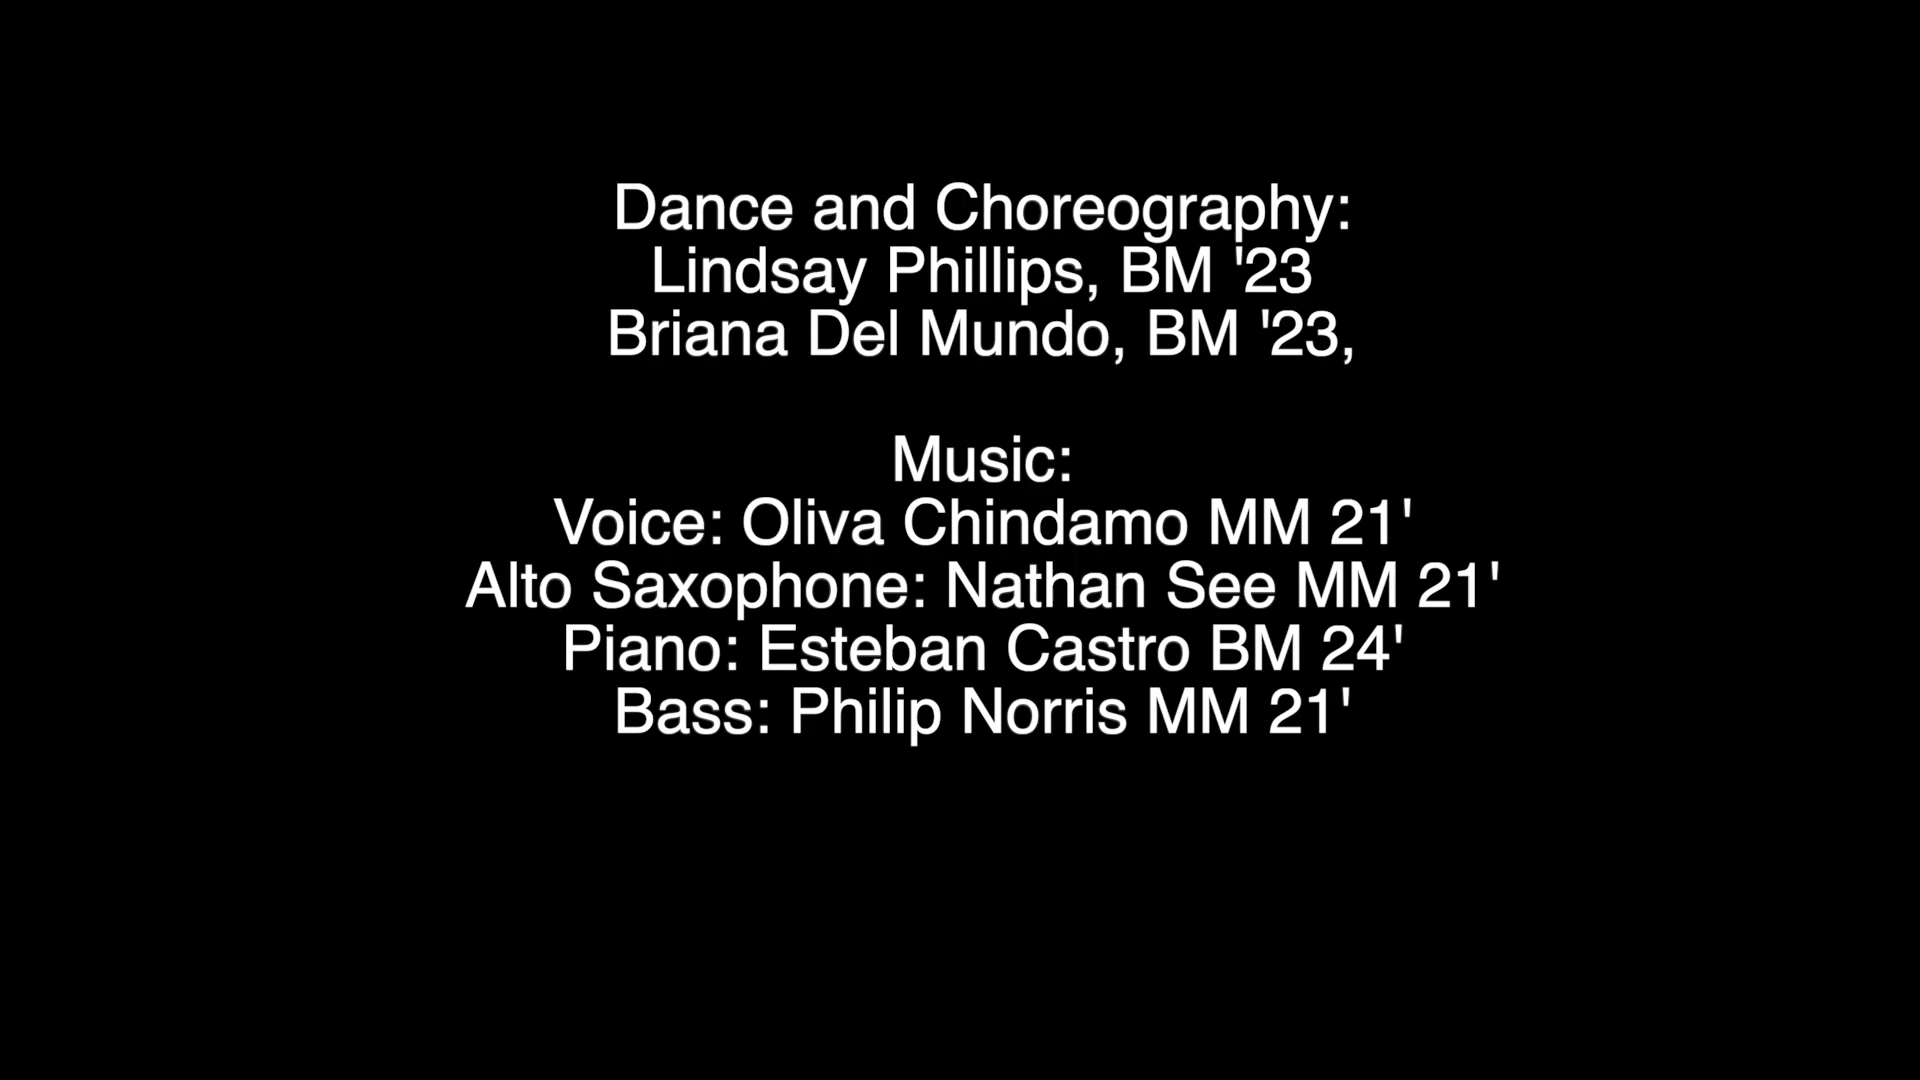 Dance and Choreography:
Lindsay Phillips, BM '23
Briana Del Mundo, BM '23,
Music:
Voice: Oliva Chindamo MM 21'
Alto Saxophone: Nathan See MM 21'
Piano: Esteban Castro BM 24'
Bass: Philip Norris MM 21'